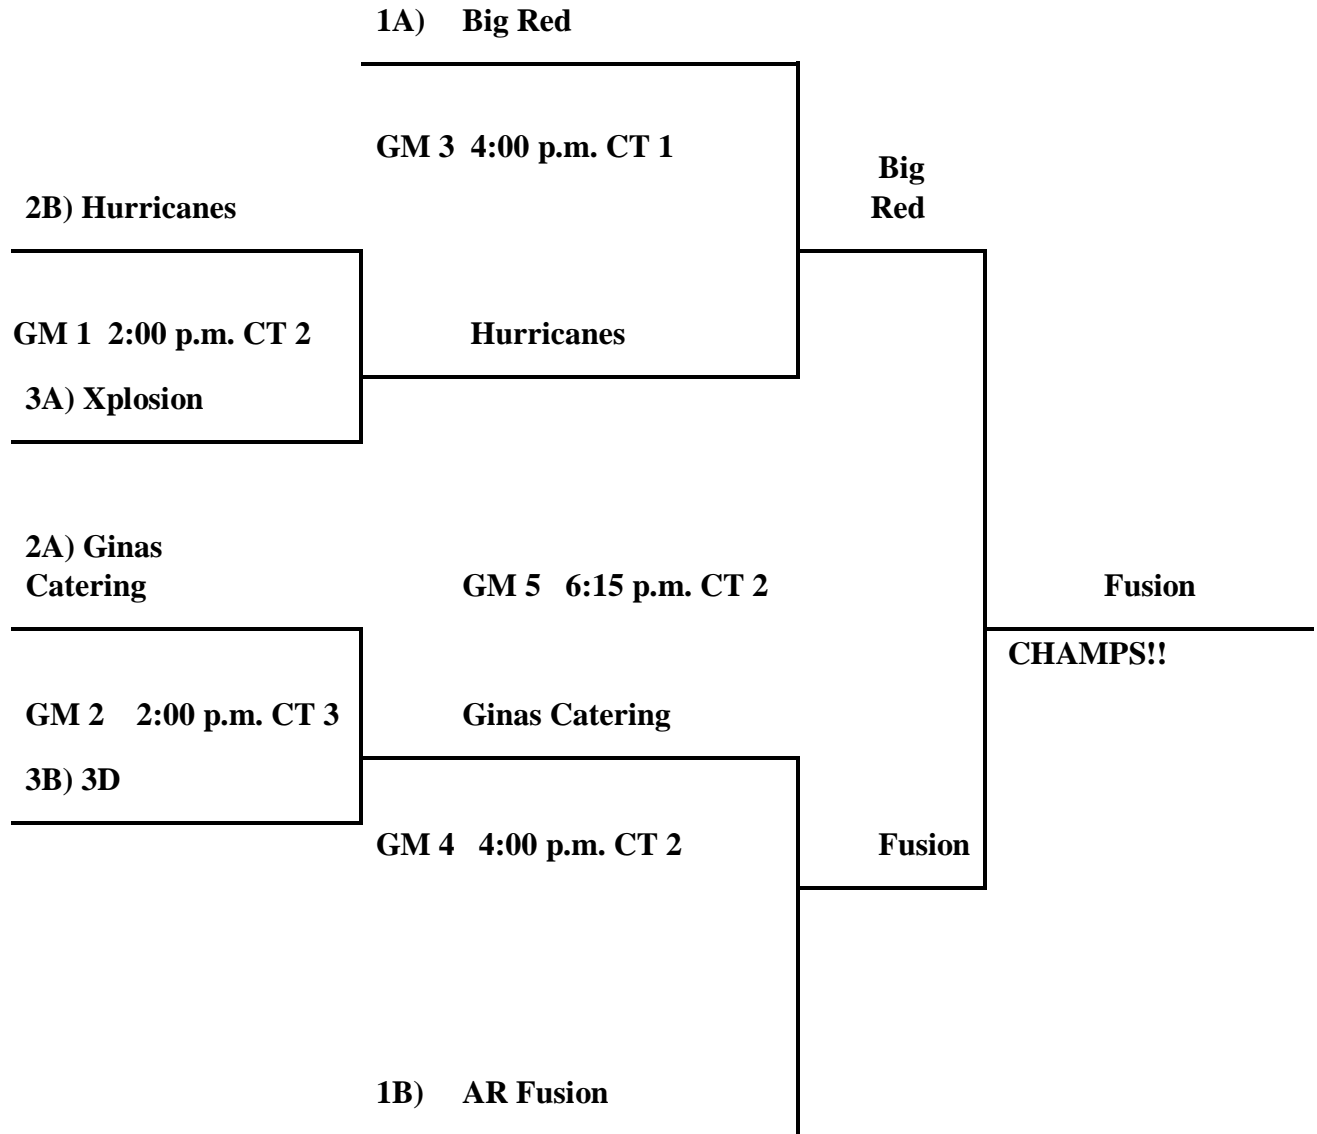 1A) Big Red
GM 3 4:00 p.m. CT 1
Big
Red
2B) Hurricanes
GM 1 2:00 p.m. CT 2
Hurricanes
3A) Xplosion
2A) Ginas
Catering
GM 5 6:15 p.m. CT 2
Fusion
CHAMPS!!
GM 2 2:00 p.m. CT 3
Ginas Catering
3B) 3D
GM 4 4:00 p.m. CT 2
Fusion
1B) AR Fusion